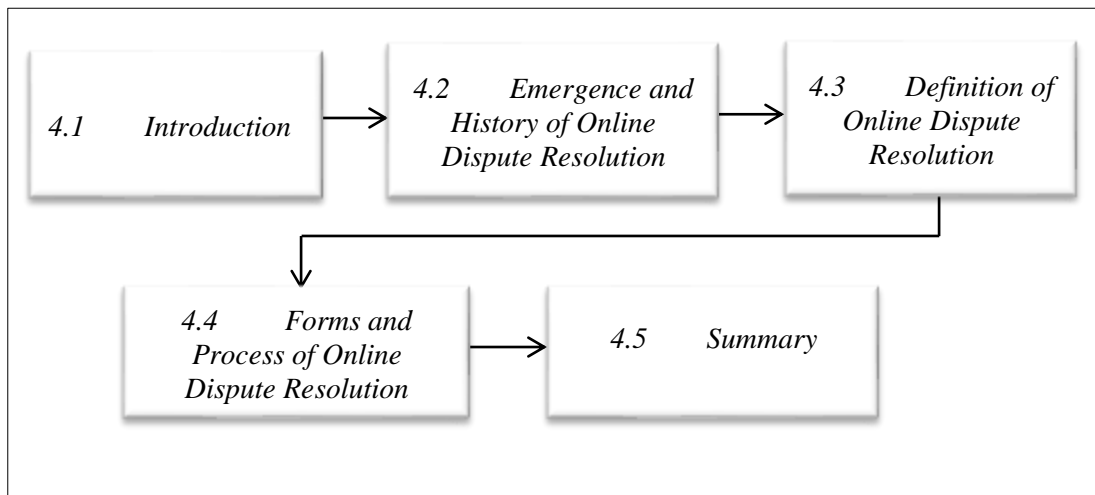 4.1 Introduction
4.2 Emergence and
History of Online
Dispute Resolution
4.3 Definition of
Online Dispute
Resolution
4.4 Forms and
Process of Online
Dispute Resolution
4.5 Summary